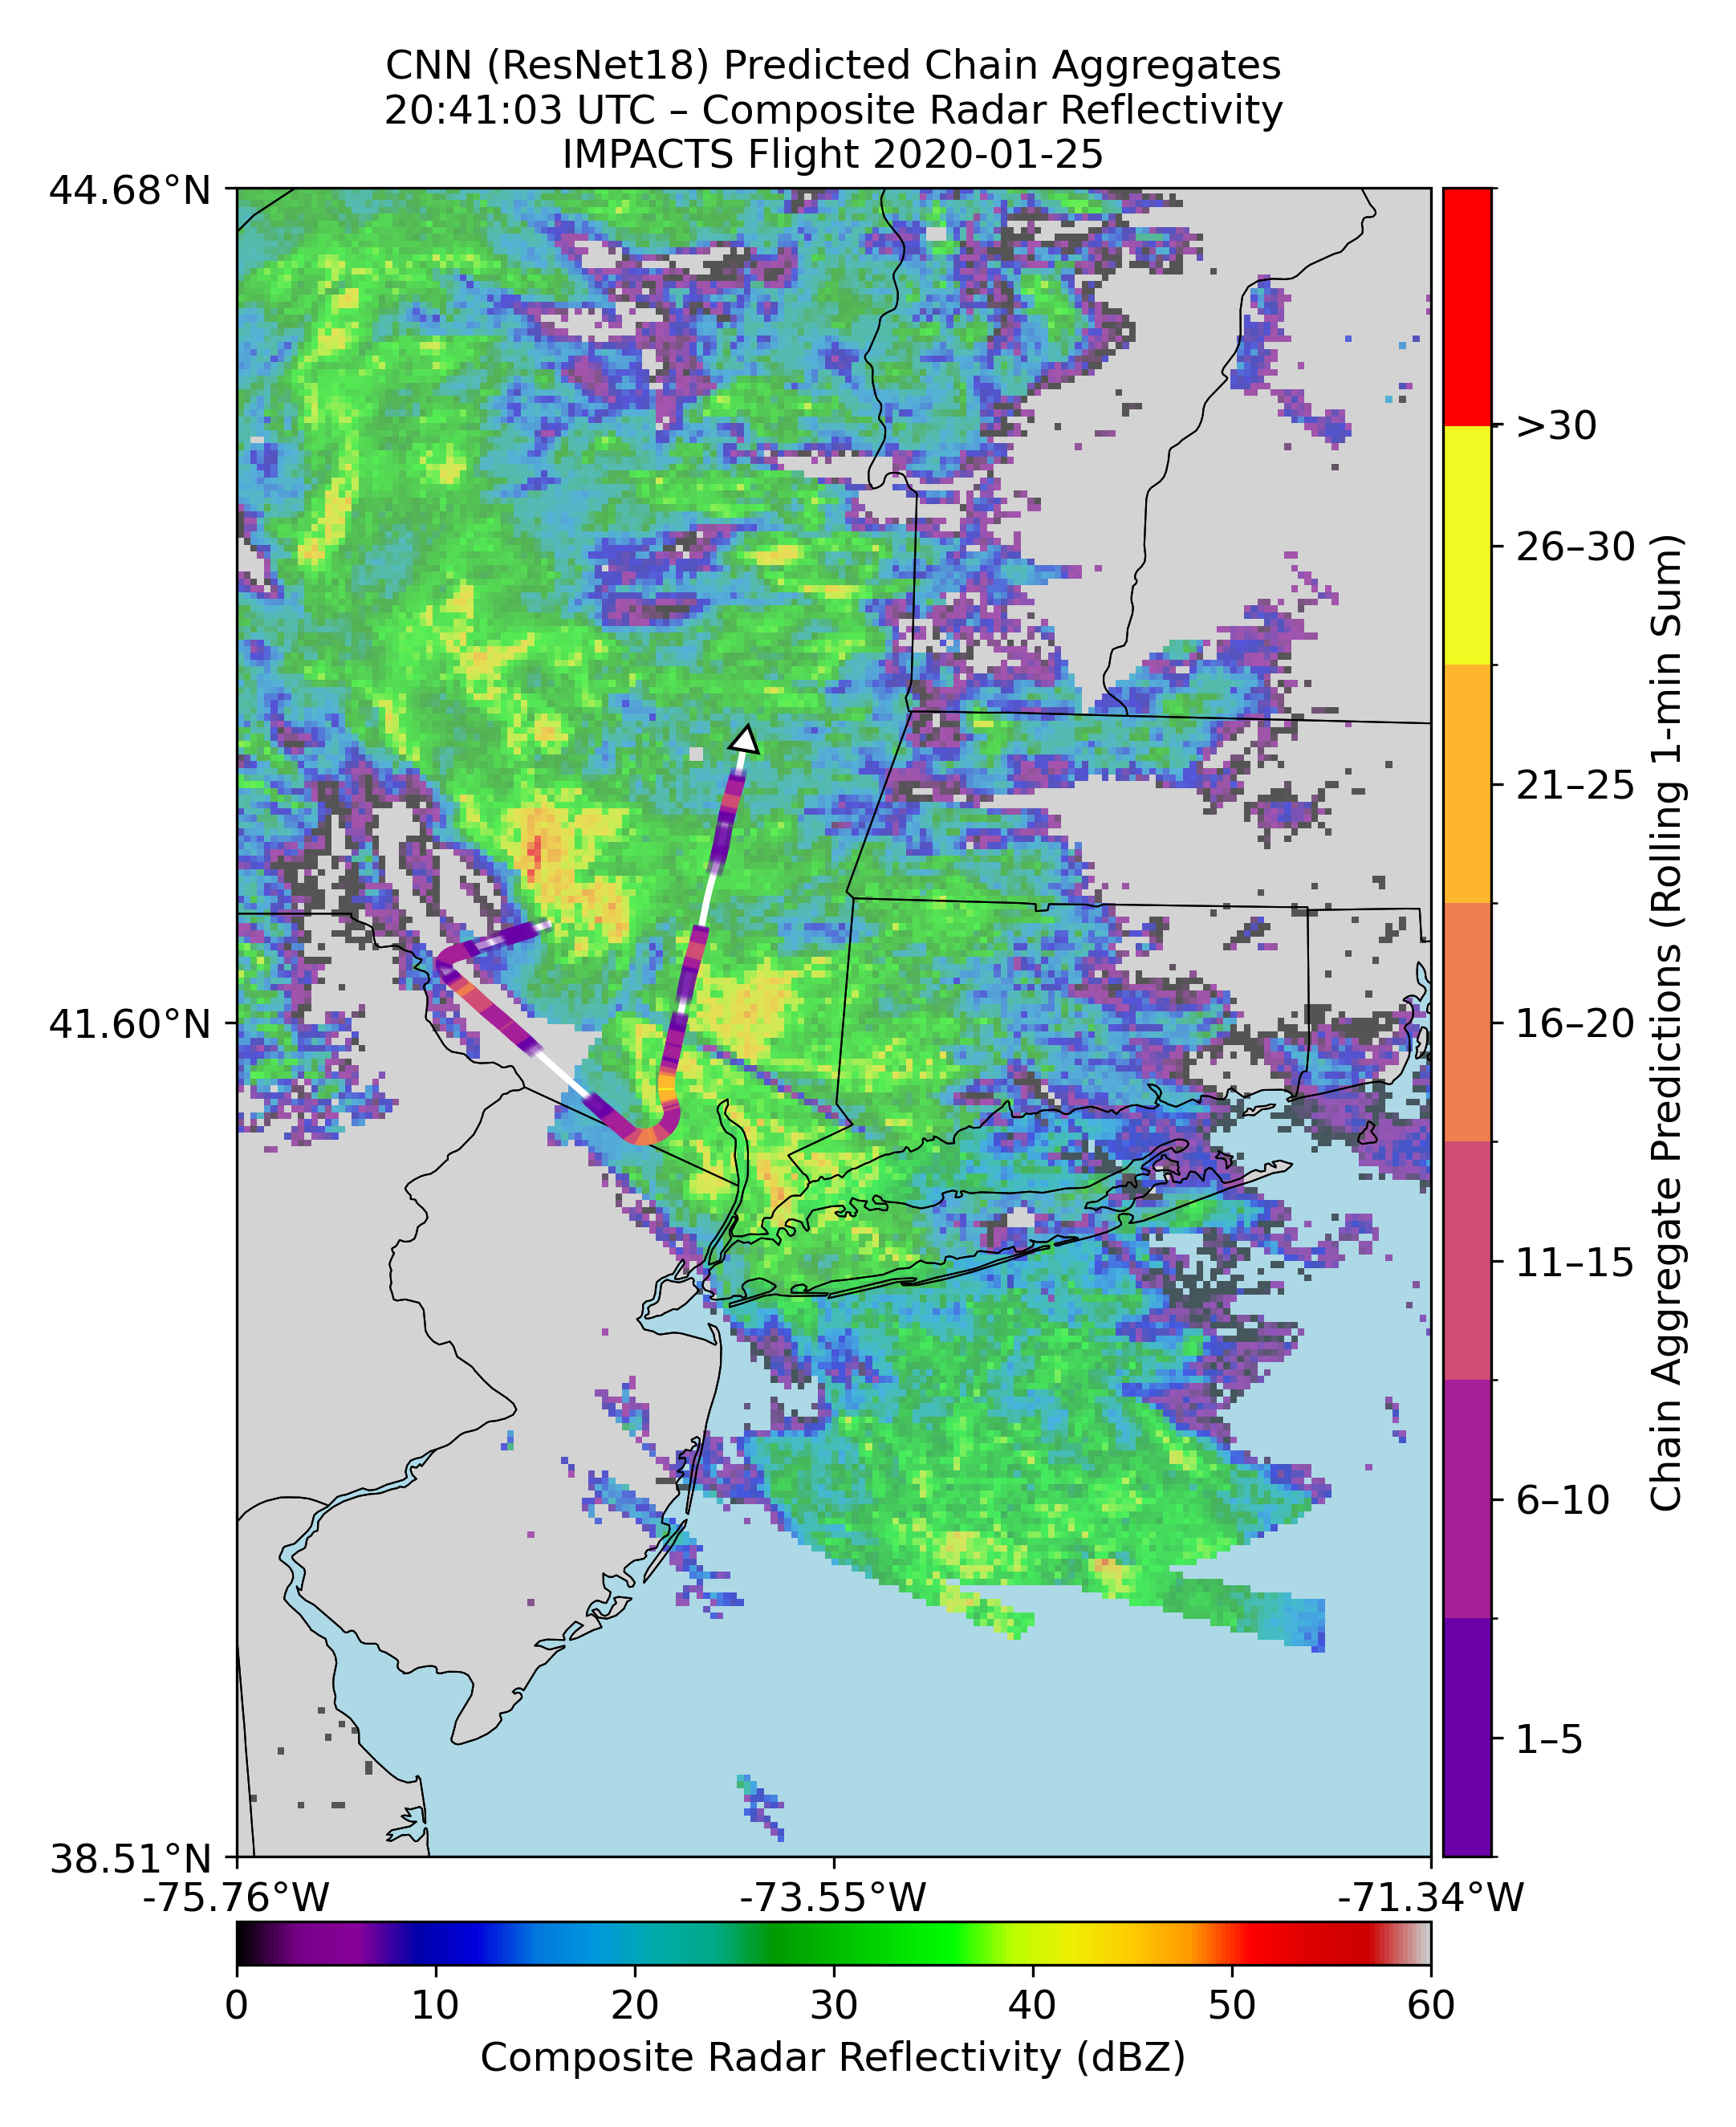 CNN (ResNet18) Predicted Chain Aggregates
20:41:03 UTC – Composite Radar Reflectivity
IMPACTS Flight 2020-01-25
44.68°N
41.60°N
38.51°N
-75.76°W
-73.55°W
-71.34°W
>30
26–30
21–25
16–20
11–15
6–10
1–5
Chain Aggregate Predictions (Rolling 1-min Sum)
0
10
20
30
40
50
60
Composite Radar Reflectivity (dBZ)